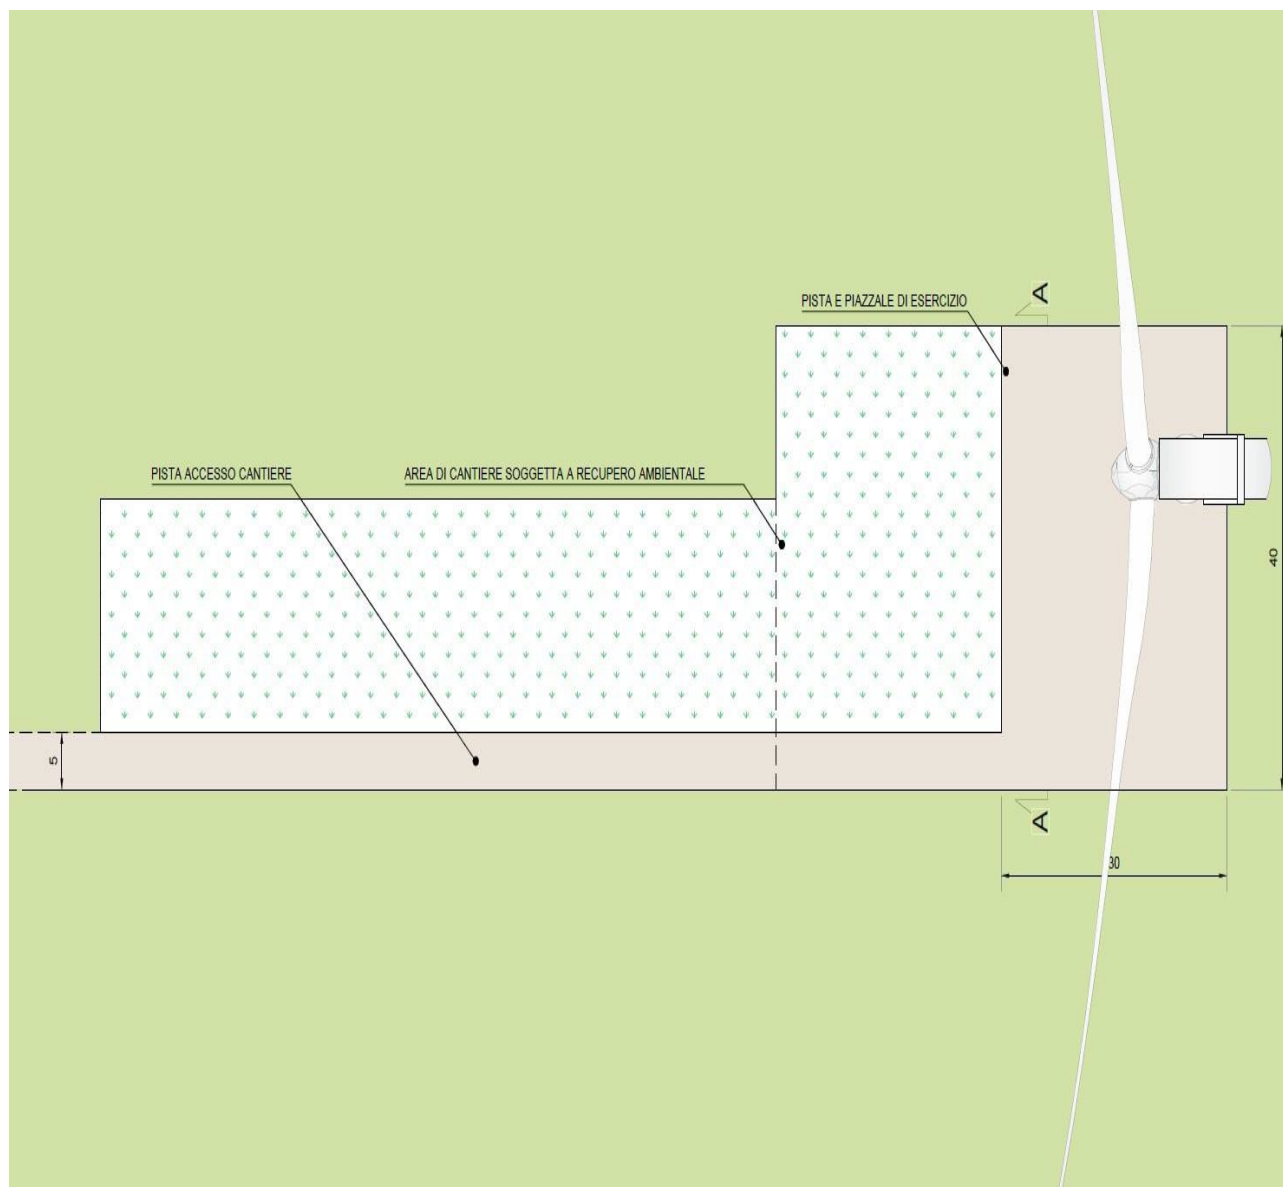 A
PISTA E PIAZZALE DI ESERCIZIO
PISTA ACCESSO CANTIERE
AREA DI CANTIERE SOGGETTA A RECUPERO AMBIENTALE
40
5
A
30